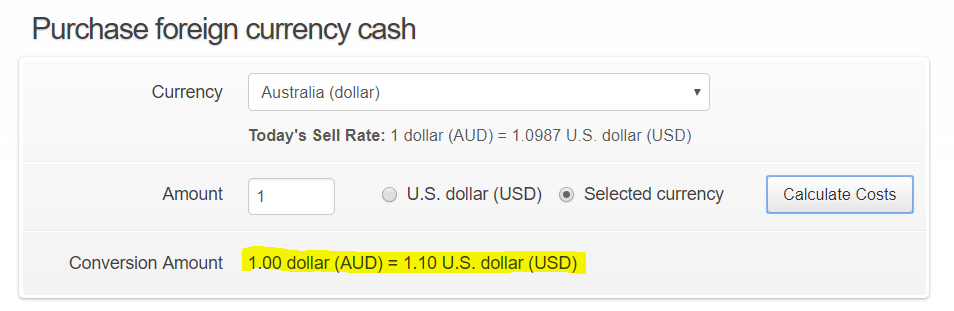 Purchase foreign currency cash
Currency
Australia (dollar)
Today's Sell Rate: 1 dollar (AUD) = 1.0987 U.S. dollar (USD)
Amount
1
U.S. dollar (USD)
Selected currency
Calculate Costs
Conversion Amount
1.00 dollar (AUD) = 1.10 U.S. dollar (USD)